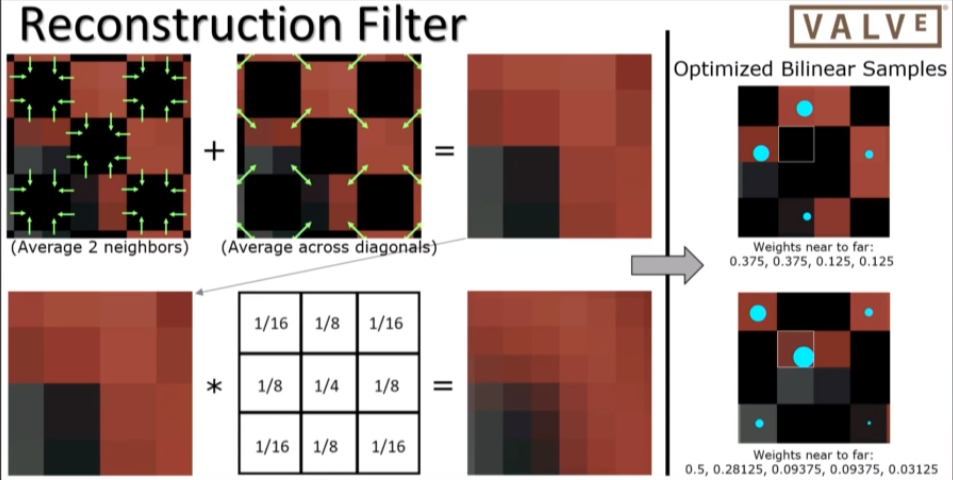 Reconstruction Filter
VALVE
Optimized Bilinear Samples
+
=
(Average 2 neighbors)
(Average across diagonals)
Weights near to far:
0.375, 0.375, 0.125, 0.125
*
1/16 1/8 1/16
1/8 1/4 1/8
1/16 1/8 1/16
=
Weights near to far:
0.5, 0.28125, 0.09375, 0.09375, 0.03125